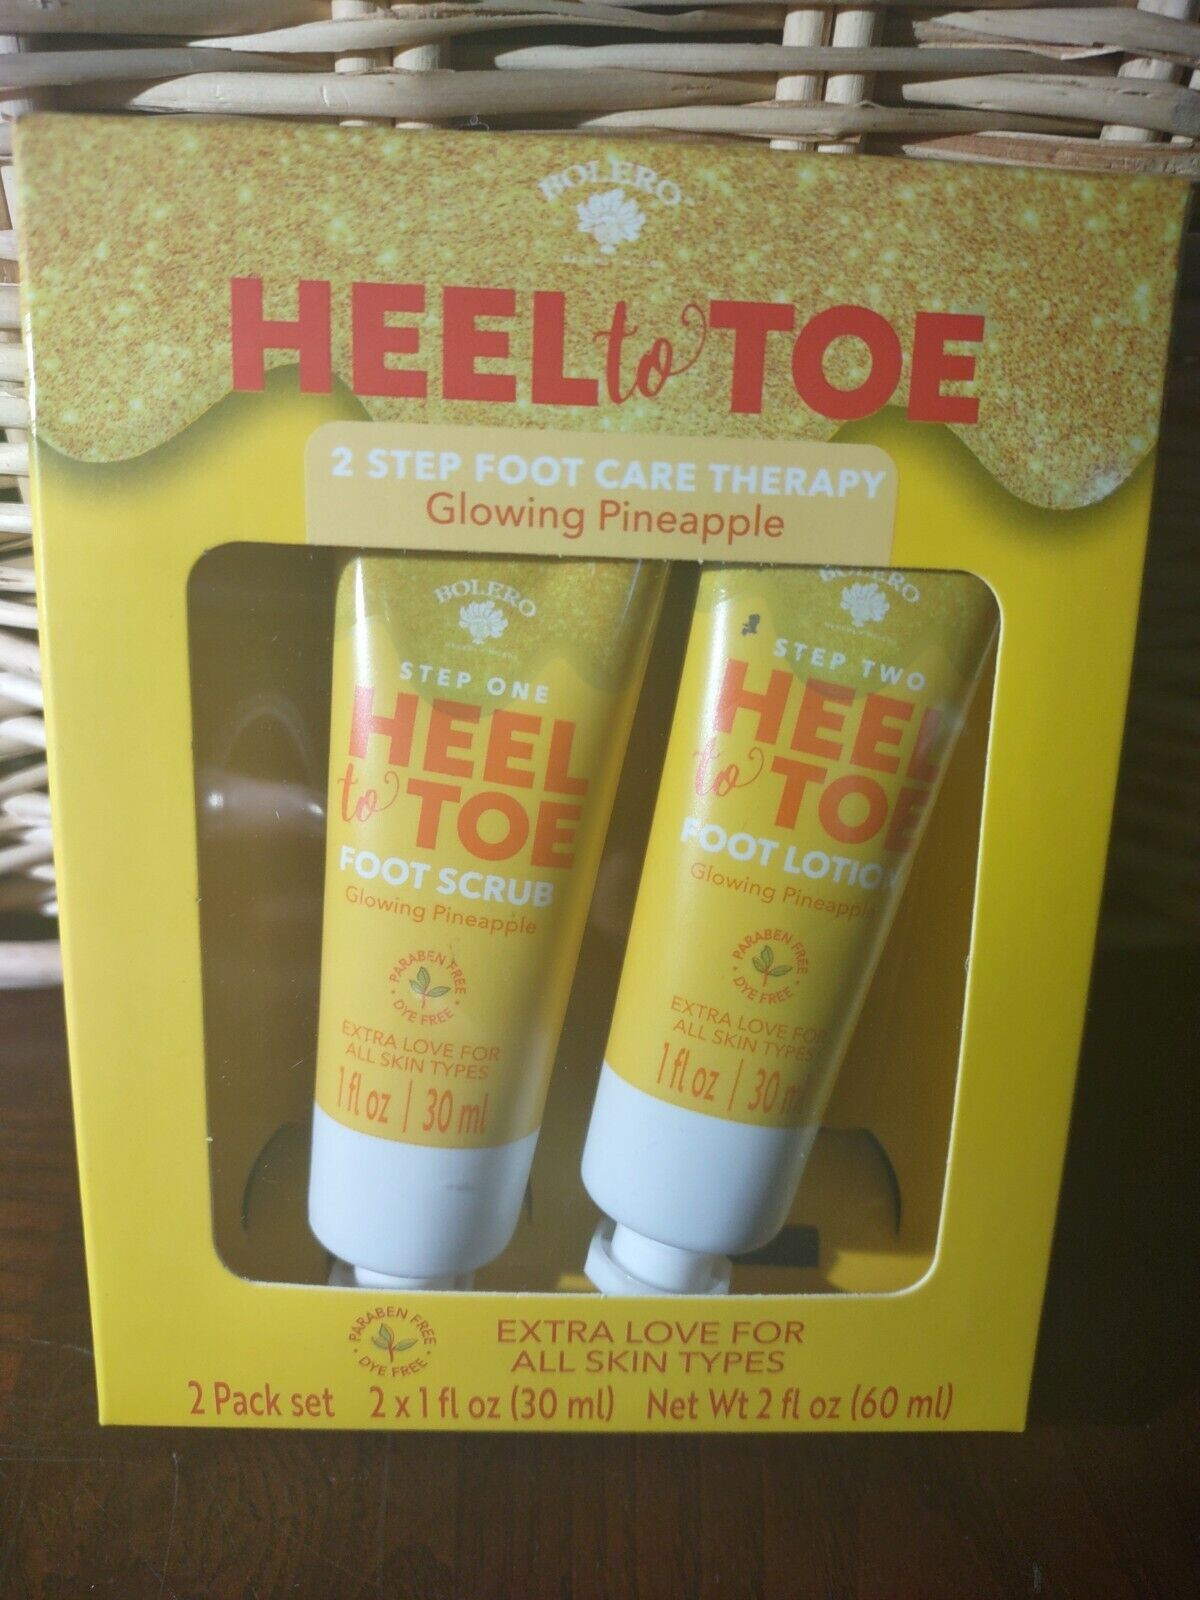 BOLERO
HEEL to TOE
2 STEP FOOT CARE THERAPY
Glowing Pineapple
BOLERO
STEP ONE
HEEL
to TOE
FOOT SCRUB
Glowing Pineapple
PARABEN FREE
DYE FREE
EXTRA LOVE FOR
ALL SKIN TYPES
1 fl oz | 30 ml
BOLERO
STEP TWO
HEEL
to TOE
FOOT LOTION
Glowing Pineapple
PARABEN FREE
DYE FREE
EXTRA LOVE FOR
ALL SKIN TYPES
1 fl oz | 30 m
PARABEN FREE
DYE FREE
EXTRA LOVE FOR
ALL SKIN TYPES
2 Pack set 2 x 1 fl oz (30 ml) Net Wt 2 fl oz (60 ml)